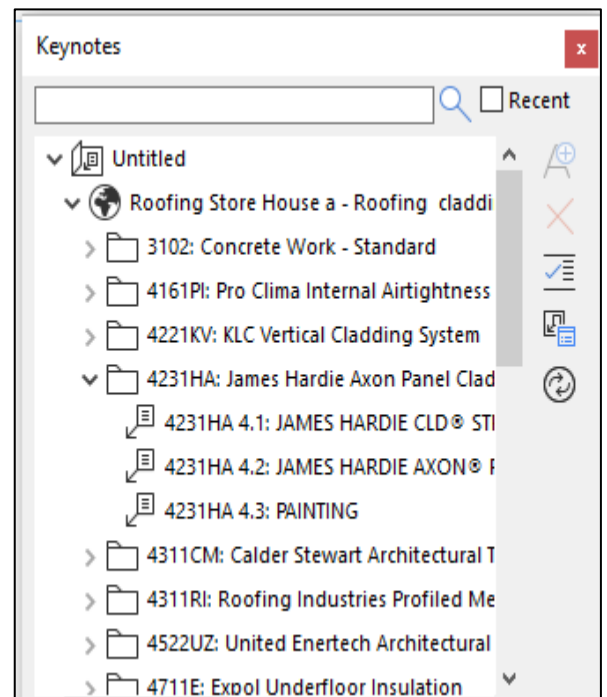 Keynotes
x
Recent
Untitled
Roofing Store House a - Roofing claddi
3102: Concrete Work - Standard
4161PI: Pro Clima Internal Airtightness
4221KV: KLC Vertical Cladding System
4231HA: James Hardie Axon Panel Clad
4231HA 4.1: JAMES HARDIE CLD® STI
4231HA 4.2: JAMES HARDIE AXON® F
4231HA 4.3: PAINTING
4311CM: Calder Stewart Architectural T
4311RI: Roofing Industries Profiled Me
4522UZ: United Enertech Architectural
4711E: Expol Underfloor Insulation